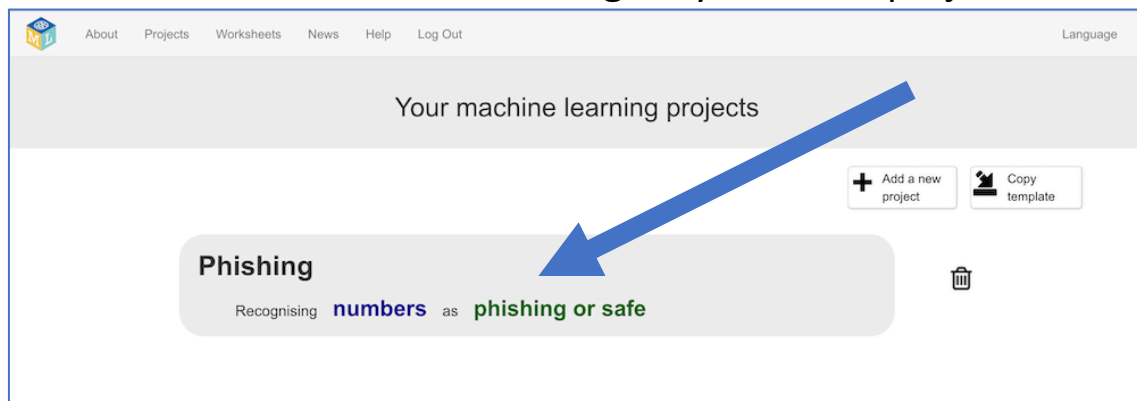 About Projects Worksheets News Help Log Out Language
Your machine learning projects
Add a new project
Copy template
Phishing
Recognising numbers as phishing or safe